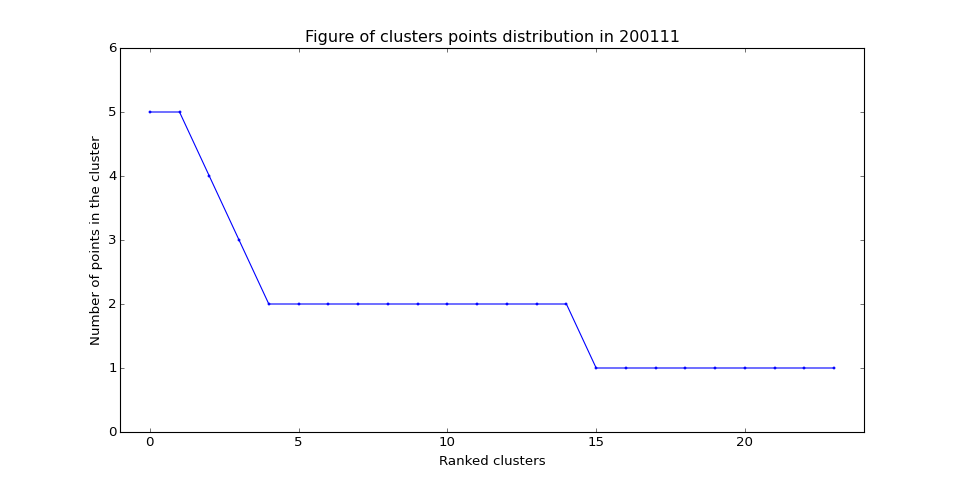 Figure of clusters points distribution in 200111
6
5
4
3
2
1
0
Number of points in the cluster
0 5 10 15 20
Ranked clusters